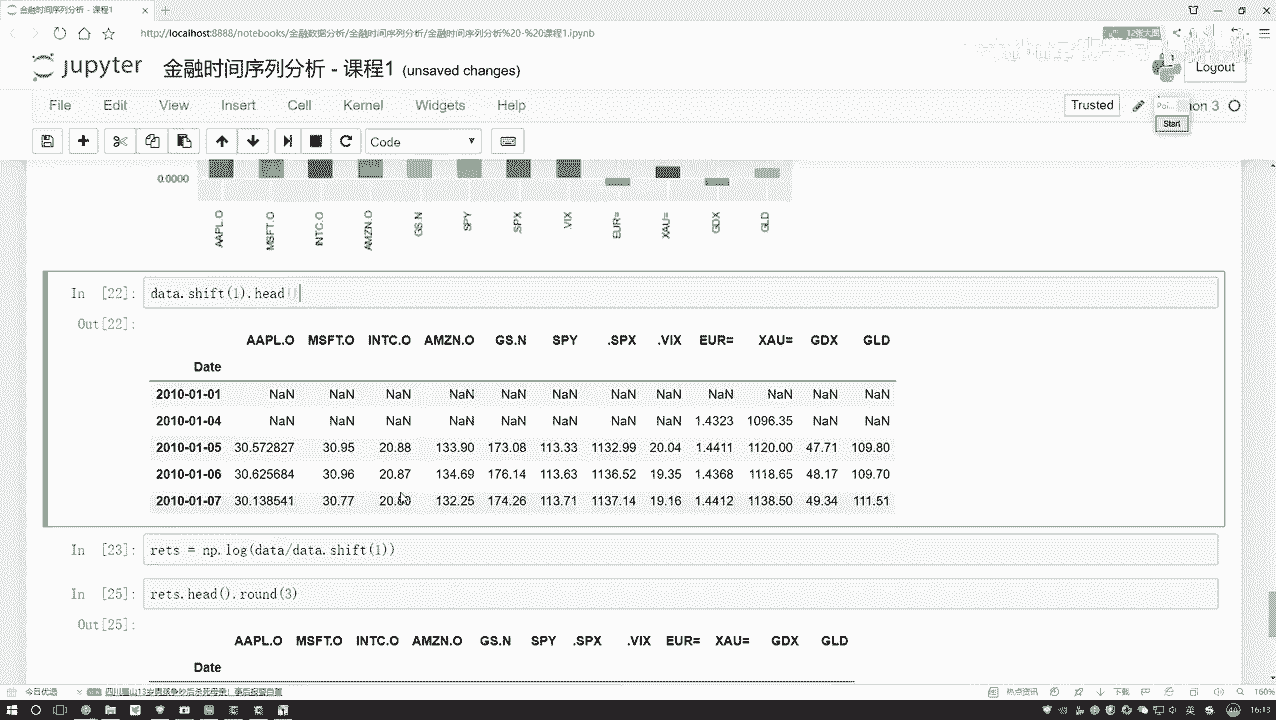 金融时间序列分析 - 课程1
http://localhost:8888/notebooks/金融数据分析/金融时间序列分析/金融时间序列分析%20-%20课程1.ipynb
jupyter 金融时间序列分析 - 课程1 (unsaved changes)
Logout
File Edit View Insert Cell Kernel Widgets Help
Trusted
on 3
Start
Code
0.0000
AAPL.O MSFT.O INTC.O AMZN.O GS.N SPY .SPX .VIX EUR= XAU= GDX GLD
In [22]: data.shift(1).head()
Out[22]:
AAPL.O MSFT.O INTC.O AMZN.O GS.N SPY .SPX .VIX EUR= XAU= GDX GLD
Date
2010-01-01 NaN NaN NaN NaN NaN NaN NaN NaN NaN NaN NaN NaN
2010-01-04 NaN NaN NaN NaN NaN NaN NaN NaN 1.4323 1096.35 NaN NaN
2010-01-05 30.572827 30.95 20.88 133.90 173.08 113.33 1132.99 20.04 1.4411 1120.00 47.71 109.80
2010-01-06 30.625684 30.96 20.87 134.69 176.14 113.63 1136.52 19.35 1.4368 1118.65 48.17 109.70
2010-01-07 30.138541 30.77 132.25 174.26 113.71 1137.14 19.16 1.4412 1138.50 49.34 111.51
In [23]: rets = np.log(data/data.shift(1))
In [25]: rets.head().round(3)
Out[25]:
AAPL.O MSFT.O INTC.O AMZN.O GS.N SPY .SPX .VIX EUR= XAU= GDX GLD
Date
今日优选
热点资讯
下载
160%
英
16:13